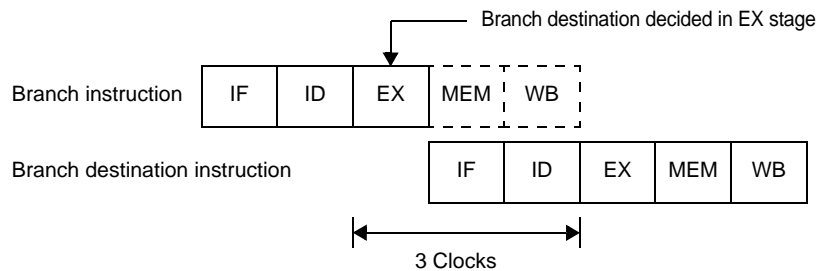 Branch destination decided in EX stage
Branch instruction IF ID EX MEM WB
Branch destination instruction IF ID EX MEM WB
3 Clocks